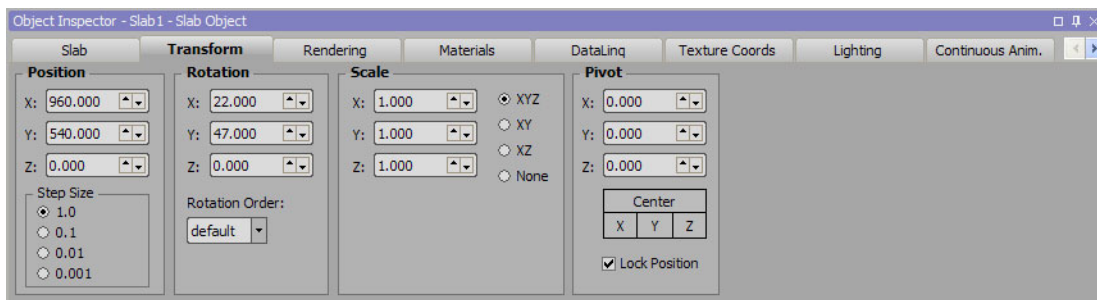 Object Inspector - Slab1 - Slab Object
Slab Transform Rendering Materials DataLinq Texture Coords Lighting Continuous Anim.
Position
X: 960.000
Y: 540.000
Z: 0.000
Step Size
1.0
0.1
0.01
0.001
Rotation
X: 22.000
Y: 47.000
Z: 0.000
Rotation Order:
default
Scale
X: 1.000
Y: 1.000
Z: 1.000
XYZ
XY
XZ
None
Pivot
X: 0.000
Y: 0.000
Z: 0.000
Center
X Y Z
Lock Position